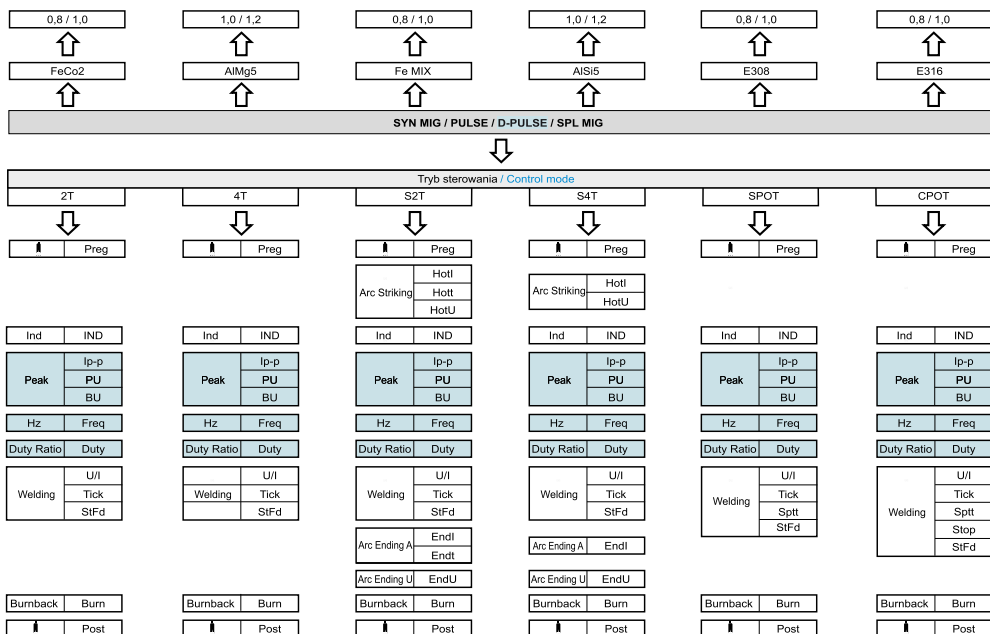 0,8 / 1,0 1,0 / 1,2 0,8 / 1,0 1,0 / 1,2 0,8 / 1,0 0,8 / 1,0
FeCo2 AlMg5 Fe MIX AlSi5 E308 E316
SYN MIG / PULSE / D-PULSE / SPL MIG
Tryb sterowania / Control mode
2T 4T S2T S4T SPOT CPOT
Preg Preg Preg Preg Preg Preg
Arc Striking HotI Hott HotU Arc Striking HotI HotU
Ind IND Ind IND Ind IND Ind IND Ind IND Ind IND
Ip-p Ip-p Ip-p Ip-p Ip-p Ip-p
Peak PU Peak PU Peak PU Peak PU Peak PU Peak PU
BU BU BU BU BU BU
Hz Freq Hz Freq Hz Freq Hz Freq Hz Freq Hz Freq
Duty Ratio Duty Duty Ratio Duty Duty Ratio Duty Duty Ratio Duty Duty Ratio Duty Duty Ratio Duty
U/I U/I U/I U/I U/I U/I
Welding Tick Welding Tick Welding Tick Welding Tick Welding Tick Tick
StFd StFd StFd StFd Sptt Welding Sptt
StFd Stop
StFd
Arc Ending A EndI Endt Arc Ending A EndI
Arc Ending U EndU Arc Ending U EndU
Burnback Burn Burnback Burn Burnback Burn Burnback Burn Burnback Burn Burnback Burn
Post Post Post Post Post Post